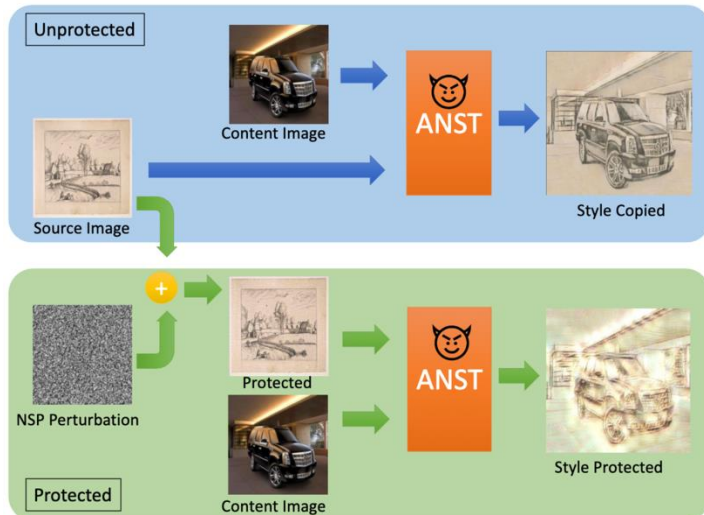 Unprotected
Content Image
ANST
Source Image
Style Copied
+
NSP Perturbation
Protected
ANST
Content Image
Style Protected
Protected